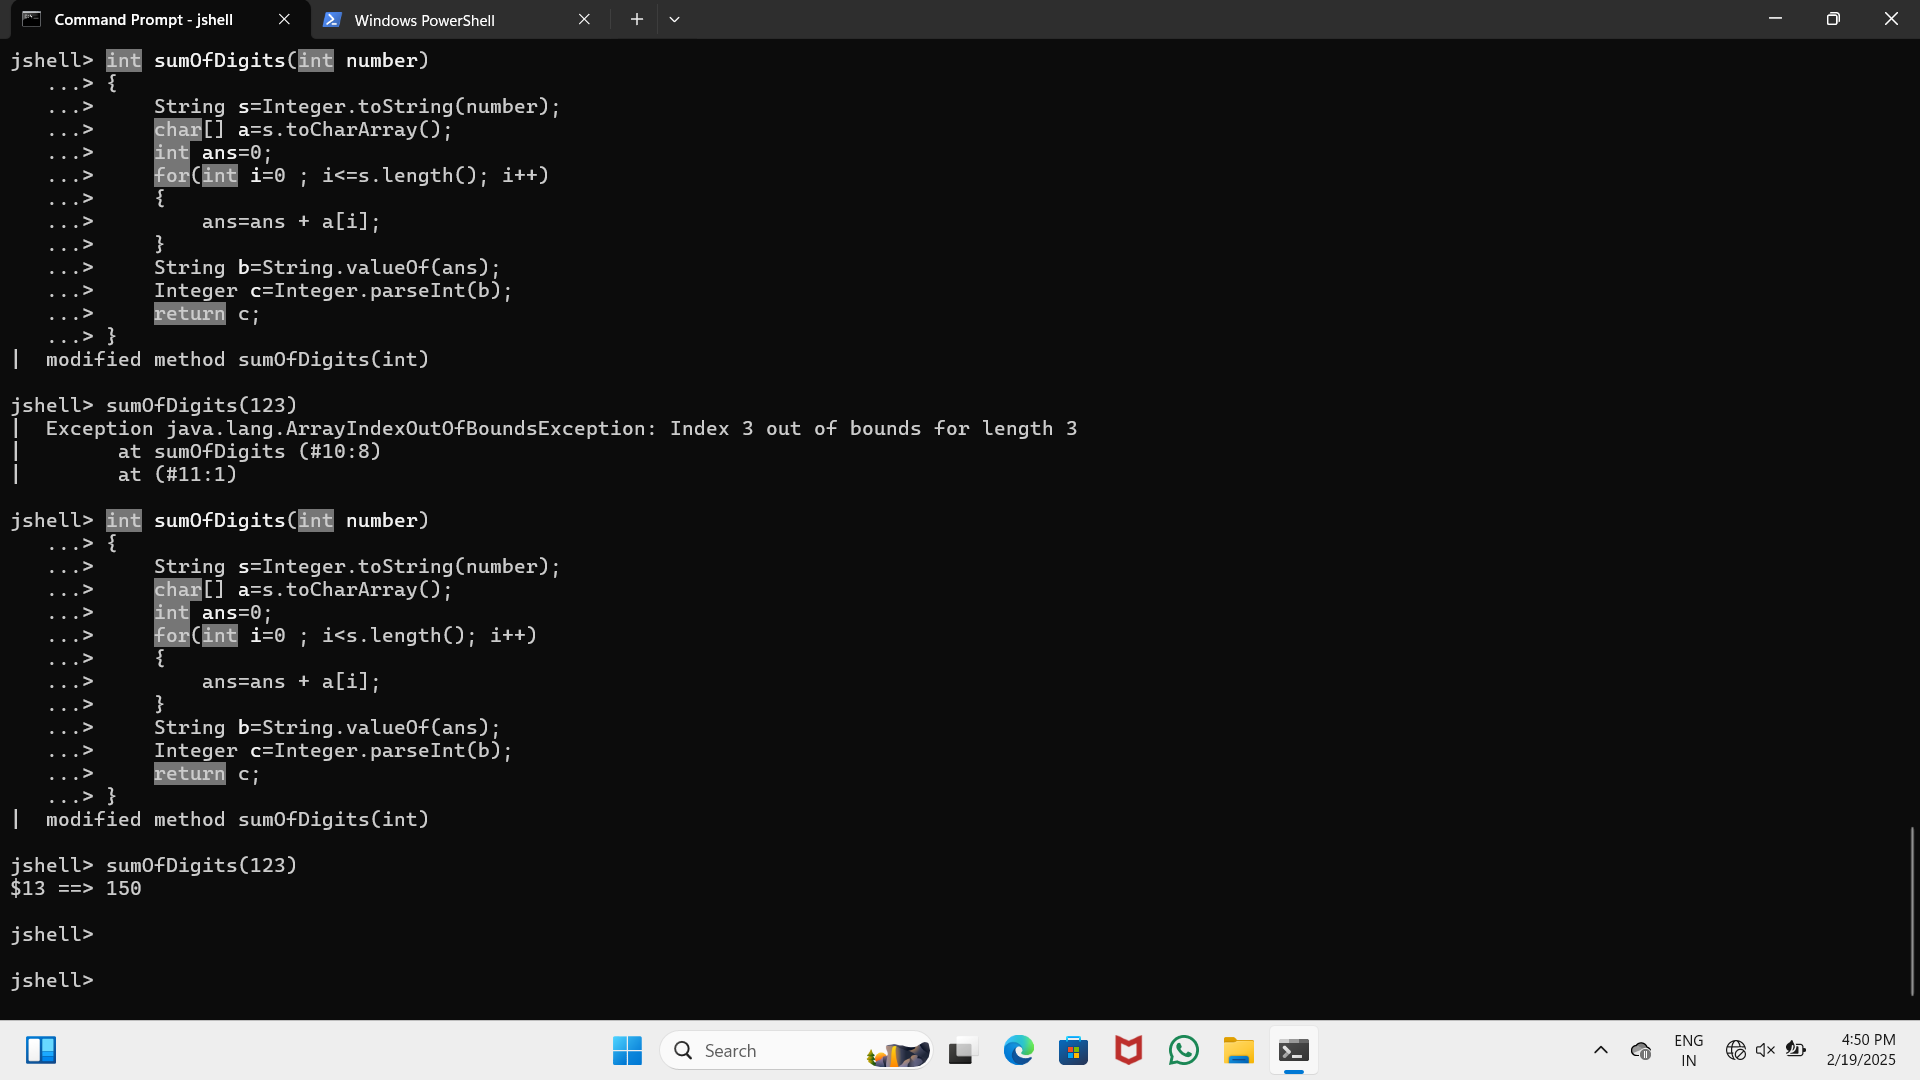 Command Prompt - jshell
Windows PowerShell
jshell> int sumOfDigits(int number)
   ...> {
   ...>     String s=Integer.toString(number);
   ...>     char[] a=s.toCharArray();
   ...>     int ans=0;
   ...>     for(int i=0 ; i<=s.length(); i++)
   ...>     {
   ...>         ans=ans + a[i];
   ...>     }
   ...>     String b=String.valueOf(ans);
   ...>     Integer c=Integer.parseInt(b);
   ...>     return c;
   ...> }
|  modified method sumOfDigits(int)
jshell> sumOfDigits(123)
|  Exception java.lang.ArrayIndexOutOfBoundsException: Index 3 out of bounds for length 3
|        at sumOfDigits (#10:8)
|        at (#11:1)
jshell> int sumOfDigits(int number)
   ...> {
   ...>     String s=Integer.toString(number);
   ...>     char[] a=s.toCharArray();
   ...>     int ans=0;
   ...>     for(int i=0 ; i<s.length(); i++)
   ...>     {
   ...>         ans=ans + a[i];
   ...>     }
   ...>     String b=String.valueOf(ans);
   ...>     Integer c=Integer.parseInt(b);
   ...>     return c;
   ...> }
|  modified method sumOfDigits(int)
jshell> sumOfDigits(123)
$13 ==> 150
jshell>
jshell>
Search
ENG
IN
4:50 PM
2/19/2025